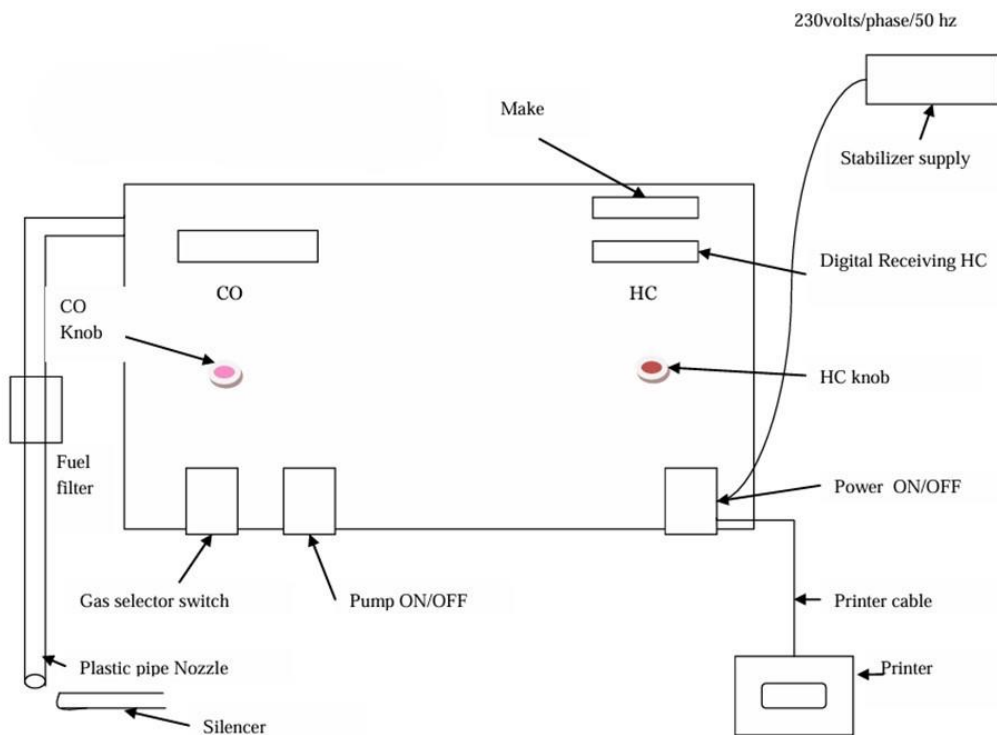 230volts/phase/50 hz
Make
Stabilizer supply
Digital Receiving HC
CO
HC
CO
Knob
HC knob
Fuel
filter
Power ON/OFF
Gas selector switch
Pump ON/OFF
Printer cable
Plastic pipe Nozzle
Printer
Silencer